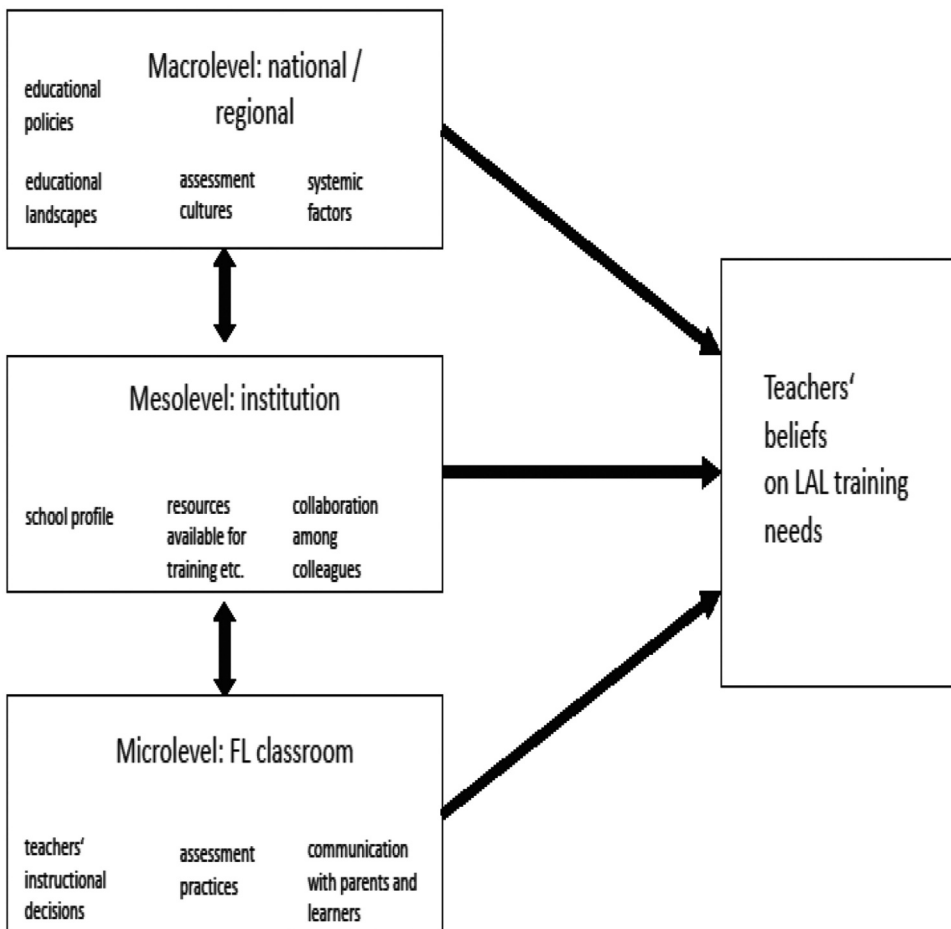 Macrolevel: national /
regional
educational
policies
educational
landscapes
assessment
cultures
systemic
factors
Mesolevel: institution
school profile
resources
available for
training etc.
collaboration
among
colleagues
Microlevel: FL classroom
teachers‘
instructional
decisions
assessment
practices
communication
with parents and
learners
Teachers‘
beliefs
on LAL training
needs